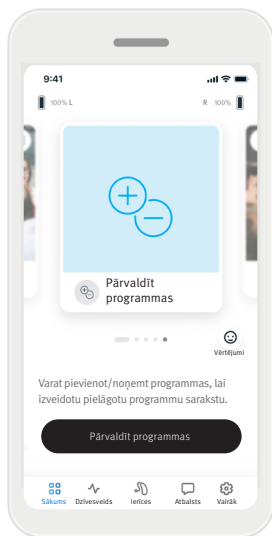 9:41
100% L
R 100%
Pārvaldīt
programmas
Vērtējumi
Varat pievienot/noņemt programmas, lai
izveidotu pielāgotu programmu sarakstu.
Pārvaldīt programmas
Sākums Dzīvesveids Ierīces Atbalsts Vairāk